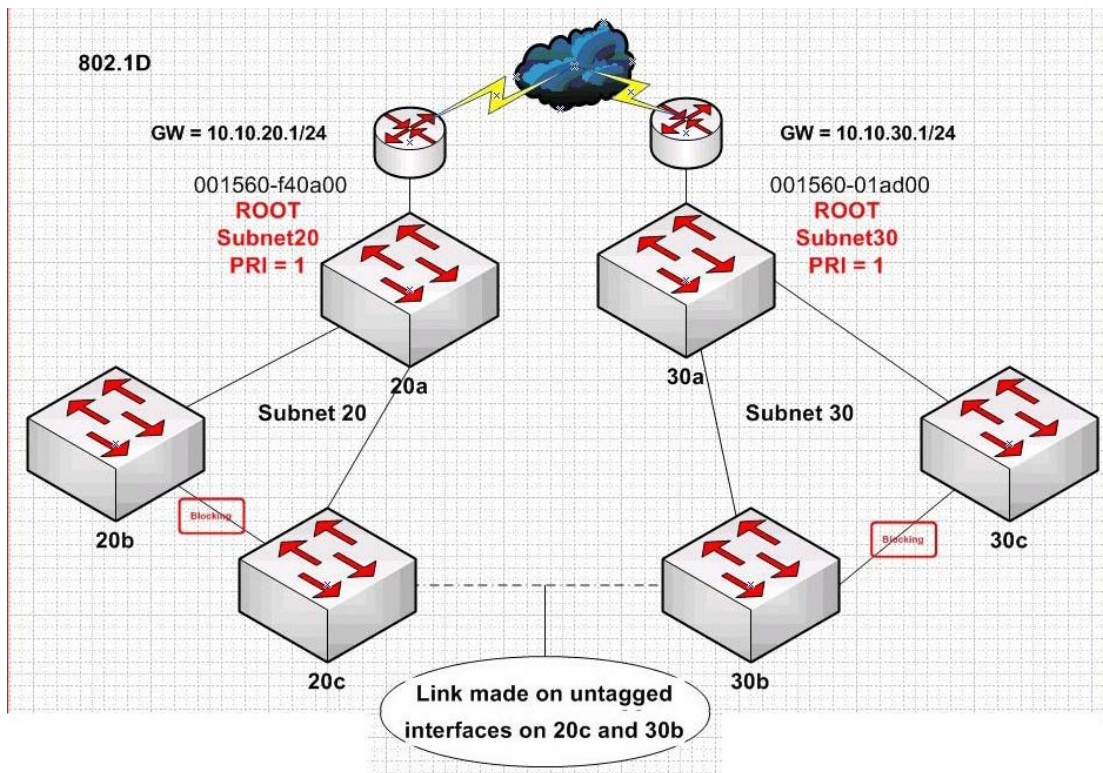 802.1D
GW = 10.10.20.1/24
GW = 10.10.30.1/24
001560-f40a00
ROOT
Subnet20
PRI = 1
001560-01ad00
ROOT
Subnet30
PRI = 1
20a
30a
Subnet 20
Subnet 30
Blocking
20b
Blocking
30c
20c
30b
Link made on untagged
interfaces on 20c and 30b